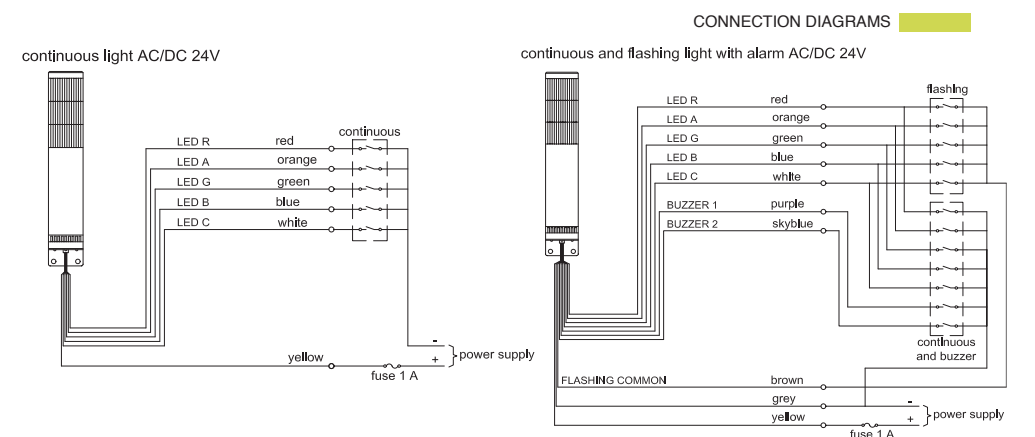 CONNECTION DIAGRAMS
continuous light AC/DC 24V
LED R red
LED A orange
LED G green
LED B blue
LED C white
continuous
-
+
power supply
yellow
fuse 1 A
continuous and flashing light with alarm AC/DC 24V
flashing
LED R red
LED A orange
LED G green
LED B blue
LED C white
BUZZER 1 purple
BUZZER 2 skyblue
continuous
and buzzer
FLASHING COMMON brown
grey
-
yellow
+
power supply
fuse 1 A